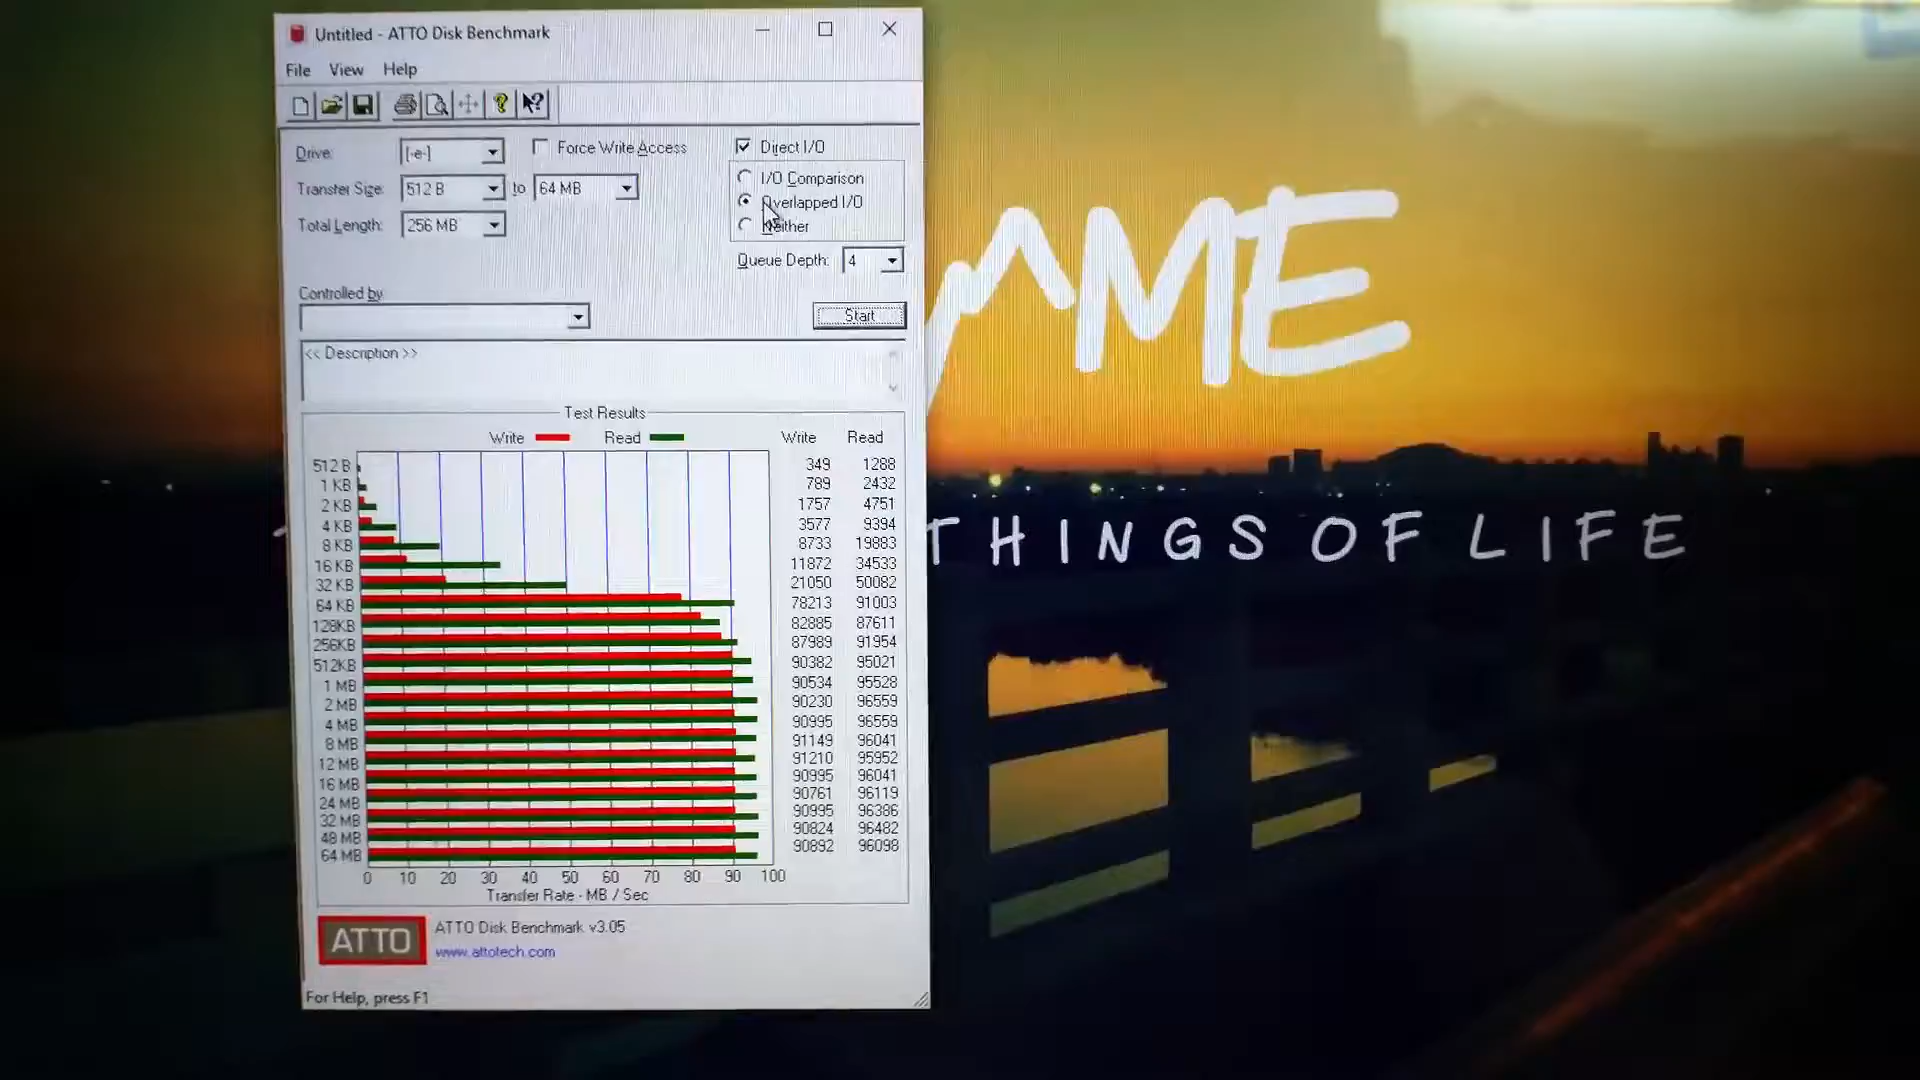 Untitled - ATTO Disk Benchmark
File View Help
Drive: [-e-] Force Write Access Direct I/O
Transfer Size: 512 B to 64 MB I/O Comparison
Overlapped I/O
Total Length: 256 MB Neither
Queue Depth: 4
Controlled by
Start
<< Description >>
Test Results
Write Read Write Read
512 B 349 1288
1 KB 789 2432
2 KB 1757 4751
4 KB 3577 9394
8 KB 8733 19883
16 KB 11872 34533
32 KB 21050 50082
64 KB 78213 91003
128KB 82885 87611
256KB 87989 91954
512KB 90382 95021
1 MB 90534 95528
2 MB 90230 96559
4 MB 90995 96559
8 MB 91149 96041
12 MB 91210 95952
16 MB 90995 96041
24 MB 90761 96119
32 MB 90995 96386
48 MB 90824 96482
64 MB 90892 96098
0 10 20 30 40 50 60 70 80 90 100
Transfer Rate - MB / Sec
ATTO
ATTO Disk Benchmark v3.05
www.attotech.com
For Help, press F1
ME
THINGS OF LIFE